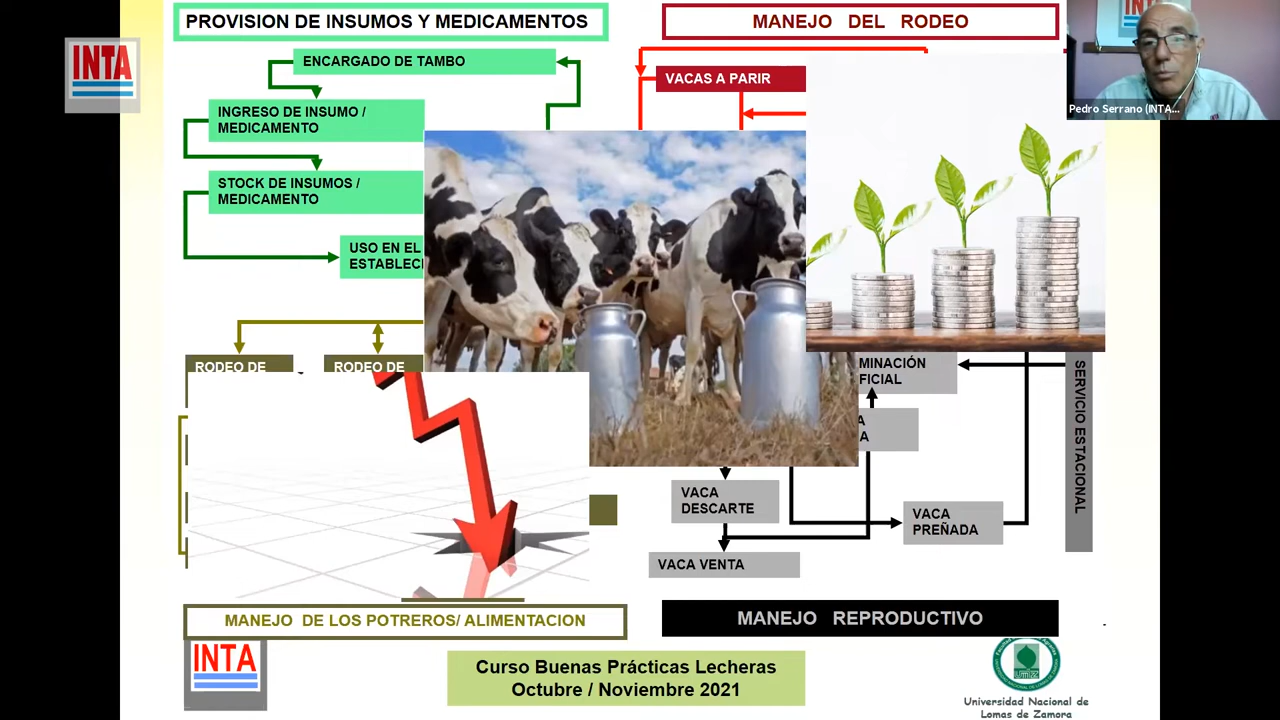 PROVISION DE INSUMOS Y MEDICAMENTOS
MANEJO DEL RODEO
INTA
INTA
Pedro Serrano (INTA...
ENCARGADO DE TAMBO
VACAS A PARIR
INGRESO DE INSUMO /
MEDICAMENTO
STOCK DE INSUMOS /
MEDICAMENTO
USO EN EL
RODEO DE
RODEO DE
SERVICIO ESTACIONAL
VACA
DESCARTE
VACA
PREÑADA
VACA VENTA
MANEJO DE LOS POTREROS/ ALIMENTACION
MANEJO REPRODUCTIVO
INTA
Curso Buenas Prácticas Lecheras
Octubre / Noviembre 2021
Universidad Nacional de
Lomas de Zamora